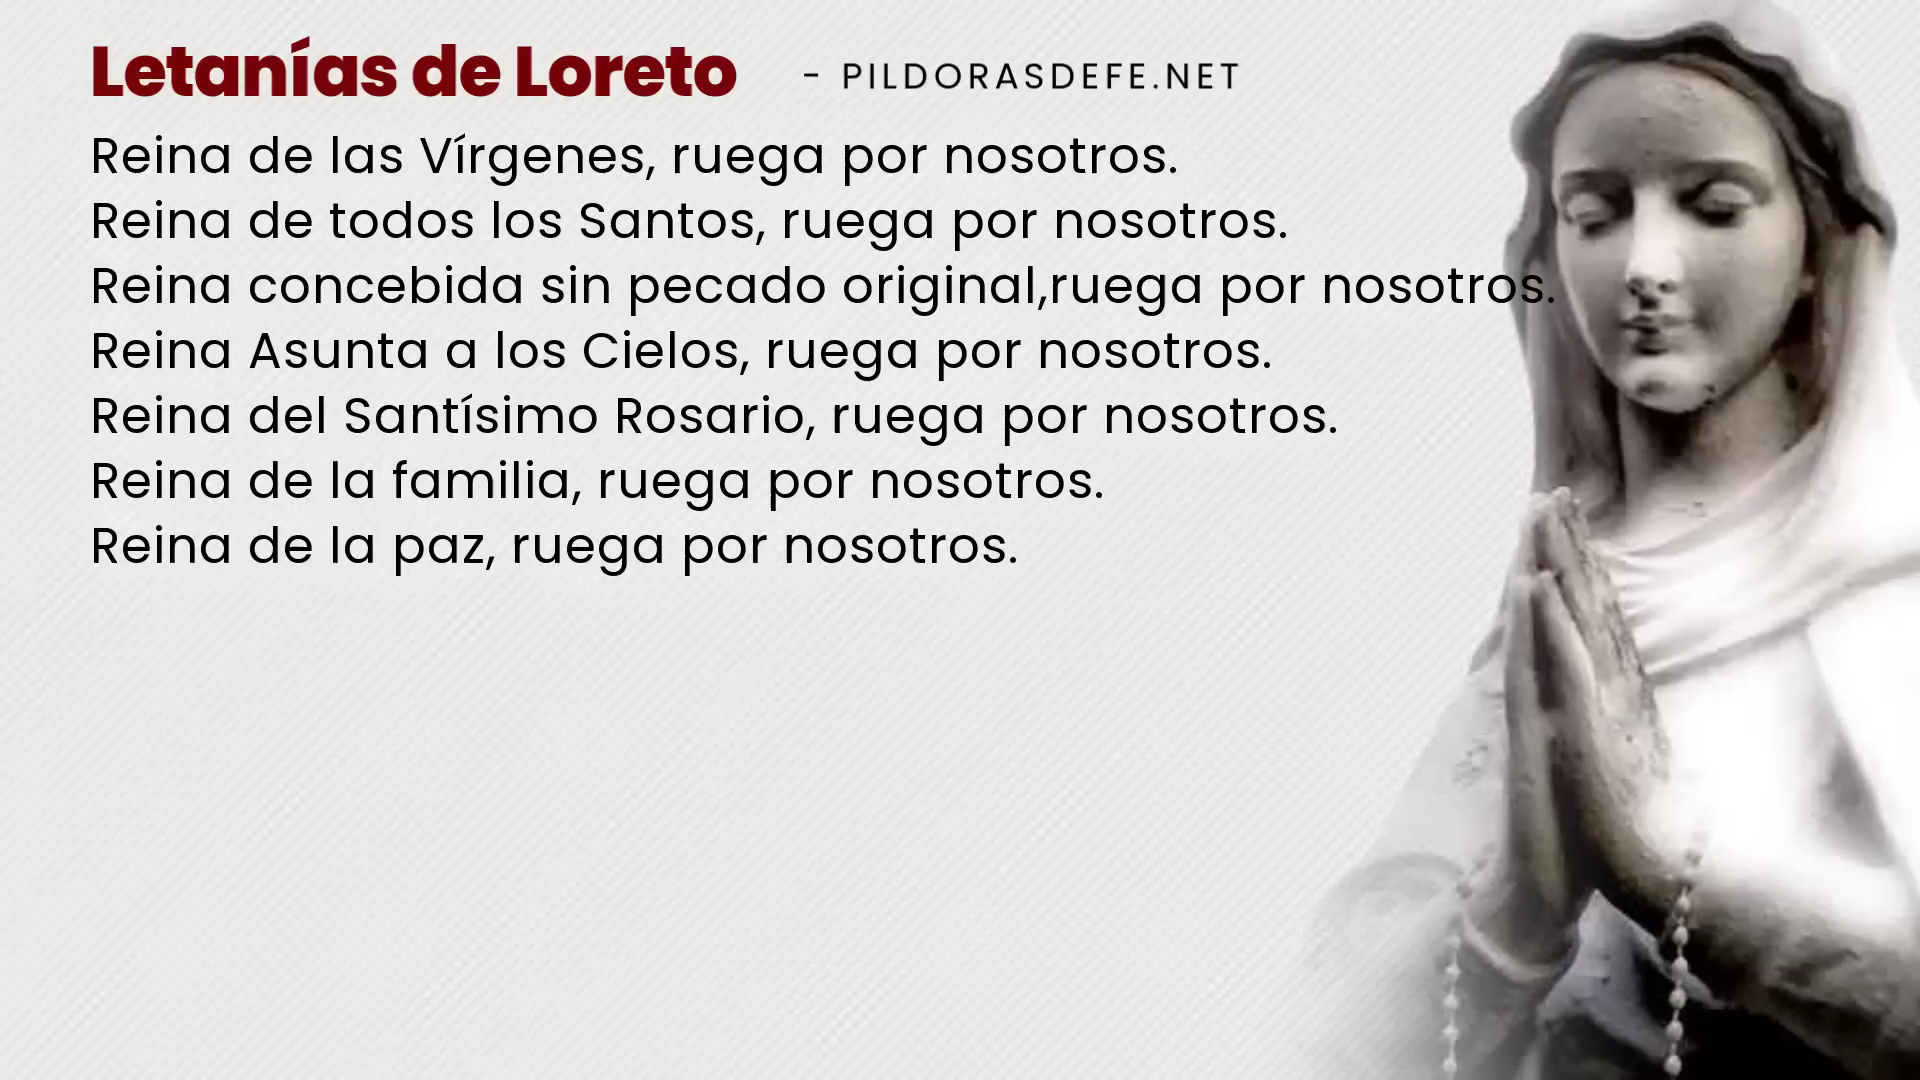 Letanías de Loreto - PILDORASDEFE.NET
Reina de las Vírgenes, ruega por nosotros.
Reina de todos los Santos, ruega por nosotros.
Reina concebida sin pecado original,ruega por nosotros.
Reina Asunta a los Cielos, ruega por nosotros.
Reina del Santísimo Rosario, ruega por nosotros.
Reina de la familia, ruega por nosotros.
Reina de la paz, ruega por nosotros.